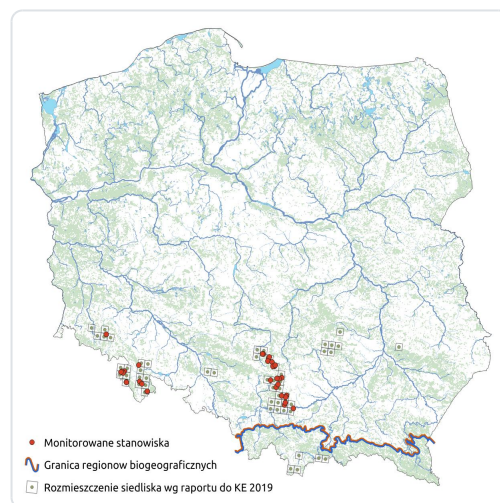 Monitorowane stanowiska
Granica regionow biogeograficznych
Rozmieszczenie siedliska wg raportu do KE 2019